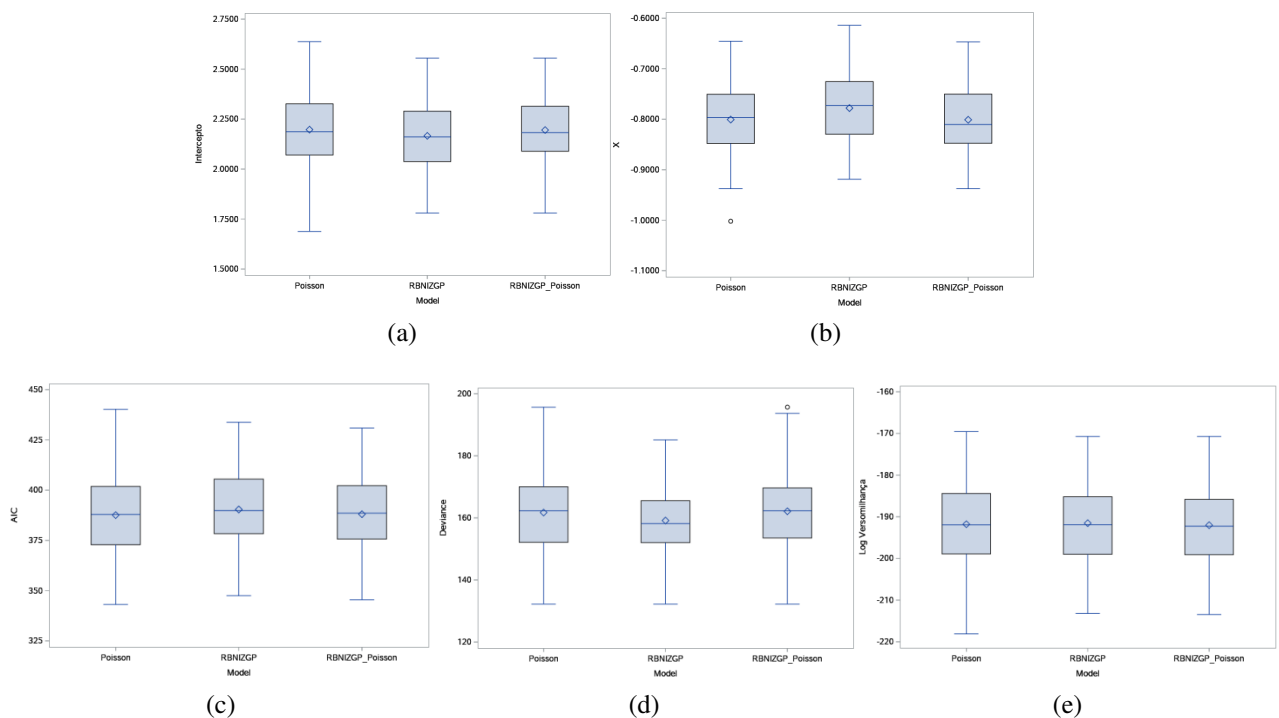 2.7500
2.5000
2.2500
2.0000
1.7500
1.5000
Intercepto
Poisson
RBNIZGP
RBNIZGP_Poisson
Model
(a)
-0.6000
-0.7000
-0.8000
-0.9000
-1.0000
-1.1000
X
Poisson
RBNIZGP
RBNIZGP_Poisson
Model
(b)
450
425
400
375
350
325
AIC
Poisson
RBNIZGP
RBNIZGP_Poisson
Model
(c)
200
180
160
140
120
Deviance
Poisson
RBNIZGP
RBNIZGP_Poisson
Model
(d)
-160
-170
-180
-190
-200
-210
-220
Log Versomilhança
Poisson
RBNIZGP
RBNIZGP_Poisson
Model
(e)